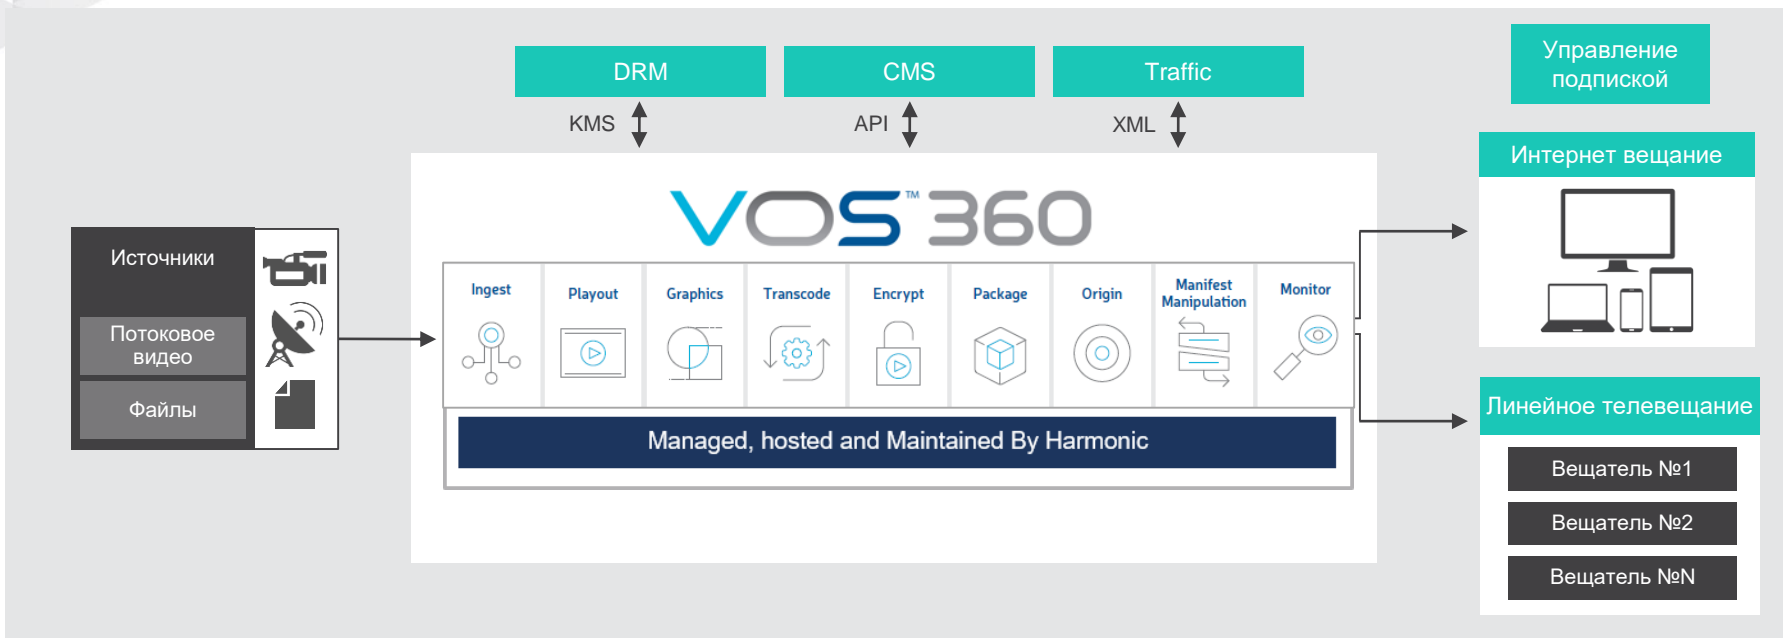 DRM
CMS
Traffic
Управление
подпиской
KMS
API
XML
Интернет вещание
VOS™360
Источники
Потоковое
видео
Файлы
Ingest
Playout
Graphics
Transcode
Encrypt
Package
Origin
Manifest
Manipulation
Monitor
Managed, hosted and Maintained By Harmonic
Линейное телевещание
Вещатель №1
Вещатель №2
Вещатель №N